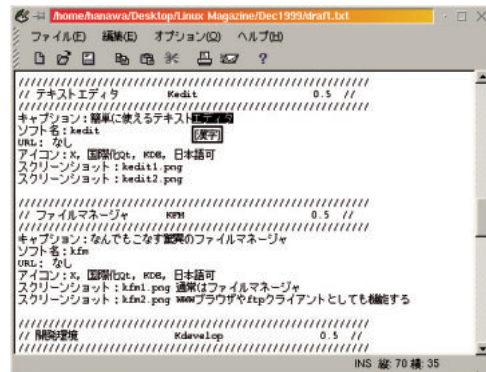 /home/hanawa/Desktop/Linux Magazine/Dec1999/draft.txt
ファイル(F) 編集(E) オプション(O) ヘルプ(H)
//////////////////////////////////////////////////
// テキストエディタ Kedit 0.5 //
//////////////////////////////////////////////////
キャプション：簡単に使えるテキストエディタ
ソフト名：kedit
[漢字]
URL： なし
アイコン：X, 国際化Qt, KDE, 日本語可
スクリーンショット：kedit1.png
スクリーンショット：kedit2.png
//////////////////////////////////////////////////
// ファイルマネージャ KFM 0.5 //
//////////////////////////////////////////////////
キャプション：なんでもこなす驚異のファイルマネージャ
ソフト名：kfm
URL： なし
アイコン：X, 国際化Qt, KDE, 日本語可
スクリーンショット：kfm1.png 通常はファイルマネージャ
スクリーンショット：kfm2.png WWWブラウザやftpクライアントとしても機能する
//////////////////////////////////////////////////
// 開発環境 Kdevelop 0.5 //
//////////////////////////////////////////////////
INS 縦: 70 横: 35